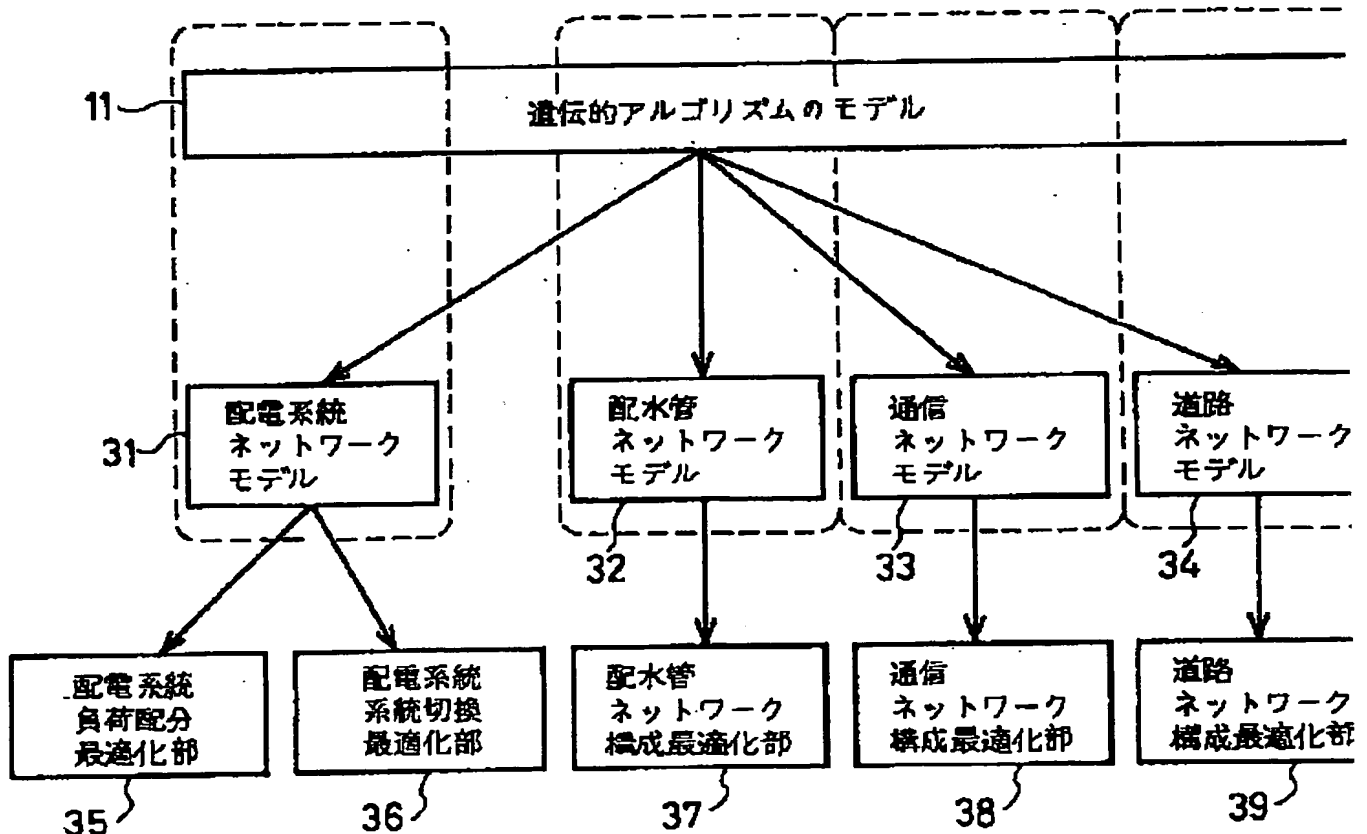 11
遺伝的アルゴリズムのモデル
31
配電系統
ネットワーク
モデル
配水管
ネットワーク
モデル
32
通信
ネットワーク
モデル
33
道路
ネットワーク
モデル
34
配電系統
負荷配分
最適化部
35
配電系統
系統切換
最適化部
36
配水管
ネットワーク
構成最適化部
37
通信
ネットワーク
構成最適化部
38
道路
ネットワーク
構成最適化部
39